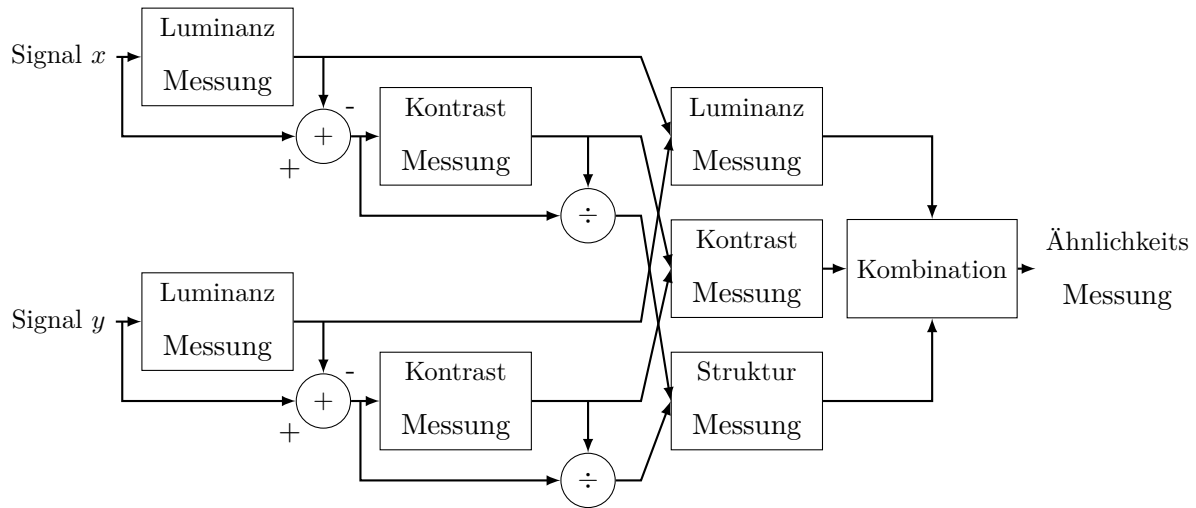 Signal x
Luminanz
Messung
-
+
+
Kontrast
Messung
÷
Signal y
Luminanz
Messung
-
+
+
Kontrast
Messung
÷
Luminanz
Messung
Kontrast
Messung
Struktur
Messung
Kombination
Ähnlichkeits
Messung